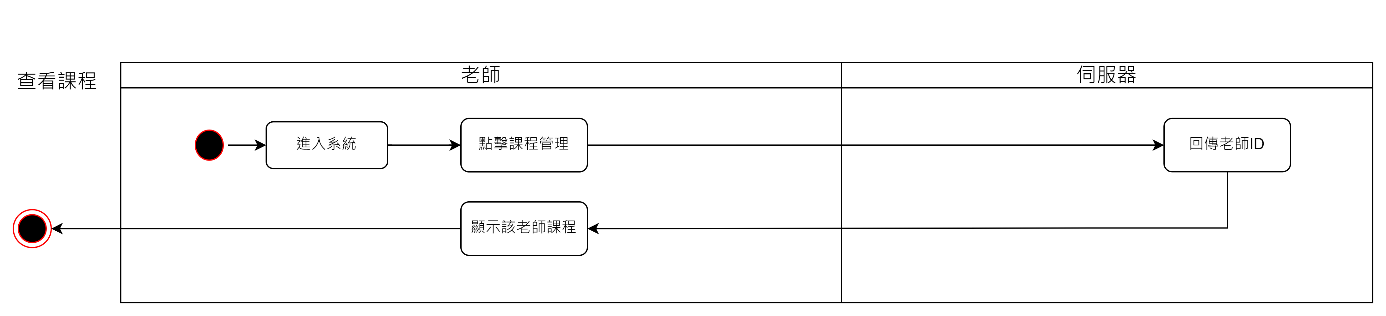 查看課程
老師
伺服器
進入系統
點擊課程管理
回傳老師ID
顯示該老師課程